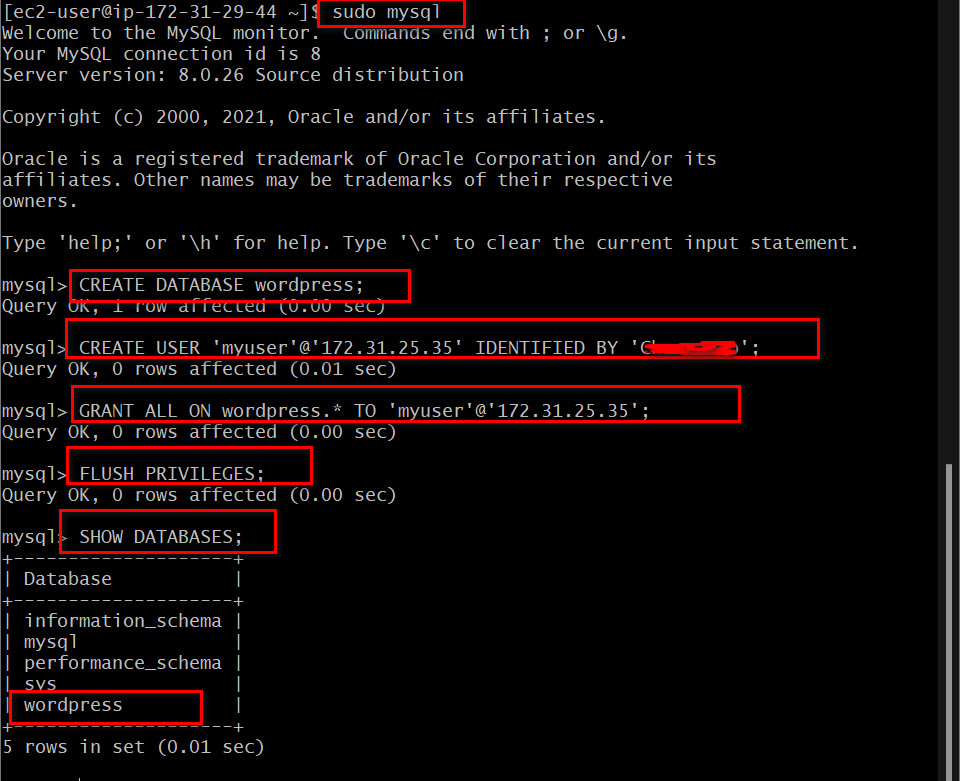 [ec2-user@ip-172-31-29-44 ~]$ sudo mysql
Welcome to the MySQL monitor.  Commands end with ; or \g.
Your MySQL connection id is 8
Server version: 8.0.26 Source distribution
Copyright (c) 2000, 2021, Oracle and/or its affiliates.
Oracle is a registered trademark of Oracle Corporation and/or its
affiliates. Other names may be trademarks of their respective
owners.
Type 'help;' or '\h' for help. Type '\c' to clear the current input statement.
mysql> CREATE DATABASE wordpress;
Query OK, 1 row affected (0.00 sec)
mysql> CREATE USER 'myuser'@'172.31.25.35' IDENTIFIED BY '
Query OK, 0 rows affected (0.01 sec)
mysql> GRANT ALL ON wordpress.* TO 'myuser'@'172.31.25.35';
Query OK, 0 rows affected (0.00 sec)
mysql> FLUSH PRIVILEGES;
Query OK, 0 rows affected (0.00 sec)
mysql> SHOW DATABASES;
+--------------------+
| Database           |
+--------------------+
| information_schema |
| mysql              |
| performance_schema |
| sys                |
| wordpress          |
+--------------------+
5 rows in set (0.01 sec)